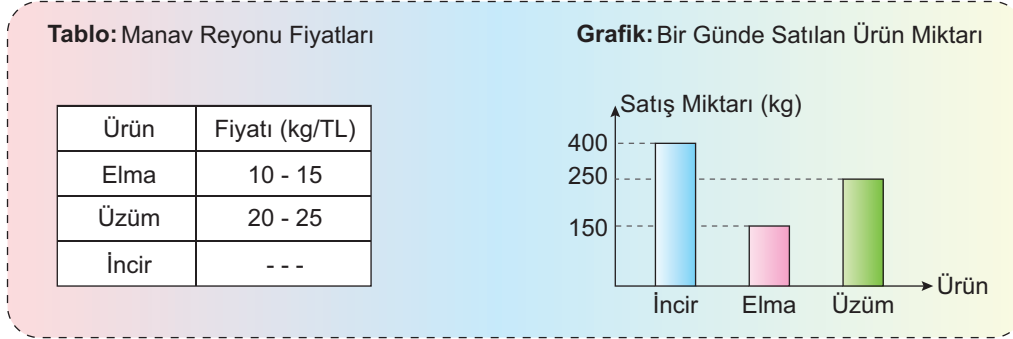 Tablo: Manav Reyonu Fiyatları
Ürün Fiyatı (kg/TL)
Elma 10 - 15
Üzüm 20 - 25
İncir - - -
Grafik: Bir Günde Satılan Ürün Miktarı
Satış Miktarı (kg)
400
250
150
İncir Elma Üzüm
Ürün